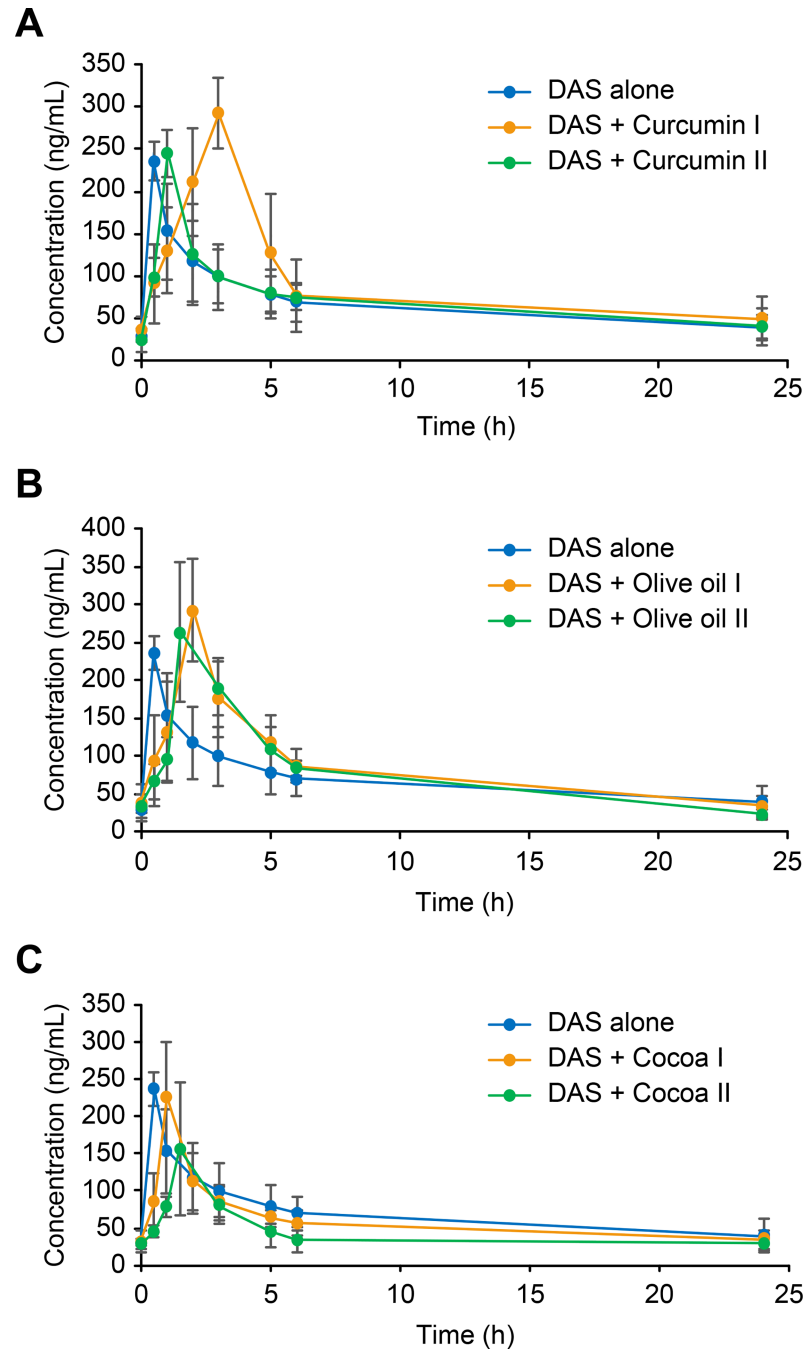 A
Concentration (ng/mL)
350
300
250
200
150
100
50
0
0 5 10 15 20 25
Time (h)
DAS alone
DAS + Curcumin I
DAS + Curcumin II
B
Concentration (ng/mL)
400
350
300
250
200
150
100
50
0
0 5 10 15 20 25
Time (h)
DAS alone
DAS + Olive oil I
DAS + Olive oil II
C
Concentration (ng/mL)
350
300
250
200
150
100
50
0
0 5 10 15 20 25
Time (h)
DAS alone
DAS + Cocoa I
DAS + Cocoa II